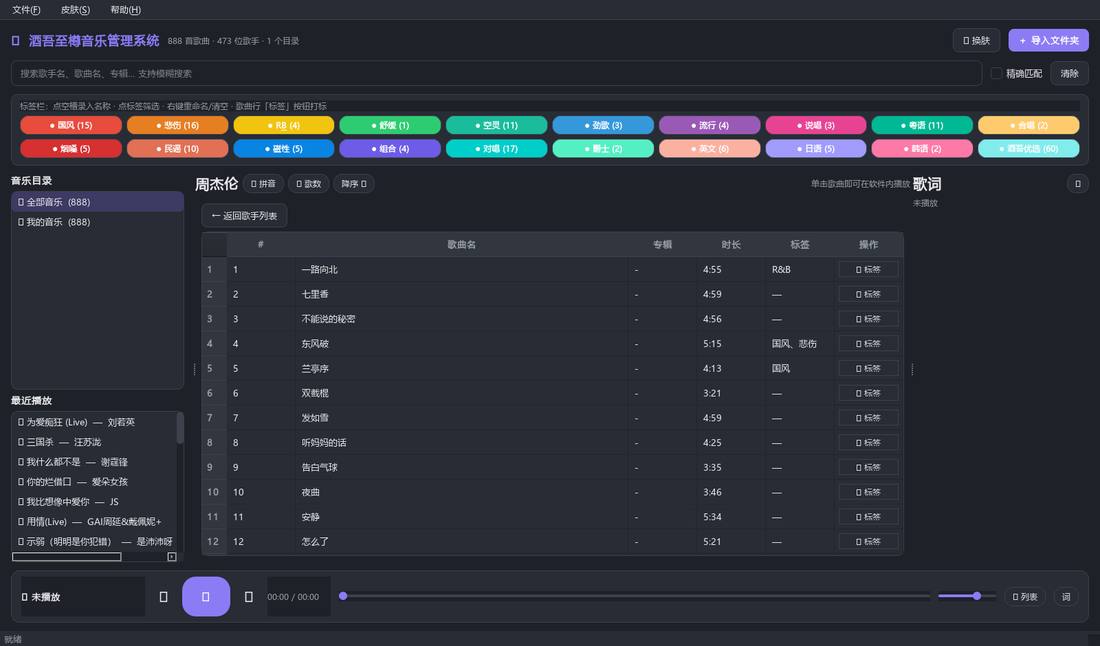 文件(F) 皮肤(S) 帮助(H)
酒吾至樽音乐管理系统 888 首歌曲 · 473 位歌手 · 1 个目录 换肤 + 导入文件夹
搜索歌手名、歌曲名、专辑... 支持模糊搜索 精确匹配 清除
标签栏：点空槽录入名称 · 点标签筛选 · 右键重命名/清空 · 歌曲行「标签」按钮打标
● 国风 (15) ● 悲伤 (16) ● RB (4) ● 舒缓 (1) ● 空灵 (11) ● 劲歌 (3) ● 流行 (4) ● 说唱 (3) ● 粤语 (11) ● 合唱 (2)
● 烟嗓 (5) ● 民谣 (10) ● 磁性 (5) ● 组合 (4) ● 对唱 (17) ● 爵士 (2) ● 英文 (6) ● 日语 (5) ● 韩语 (2) ● 酒吾优选 (60)
音乐目录
全部音乐 (888)
我的音乐 (888)
最近播放
为爱痴狂 (Live) — 刘若英
三国杀 — 汪苏泷
我什么都不是 — 谢霆锋
你的烂借口 — 爱朵女孩
我比想像中爱你 — JS
用情(Live) — GAI周延&戴佩妮+
示弱（明明是你犯错） — 是沛沛呀
周杰伦 拼音 歌数 降序 单击歌曲即可在软件内播放
← 返回歌手列表
# 歌曲名 专辑 时长 标签 操作
1 1 一路向北 - 4:55 R&B 标签
2 2 七里香 - 4:59 — 标签
3 3 不能说的秘密 - 4:56 — 标签
4 4 东风破 - 5:15 国风、悲伤 标签
5 5 兰亭序 - 4:13 国风 标签
6 6 双截棍 - 3:21 — 标签
7 7 发如雪 - 4:59 — 标签
8 8 听妈妈的话 - 4:25 — 标签
9 9 告白气球 - 3:35 — 标签
10 10 夜曲 - 3:46 — 标签
11 11 安静 - 5:34 — 标签
12 12 怎么了 - 5:21 — 标签
歌词
未播放
未播放 00:00 / 00:00 列表 词
就绪